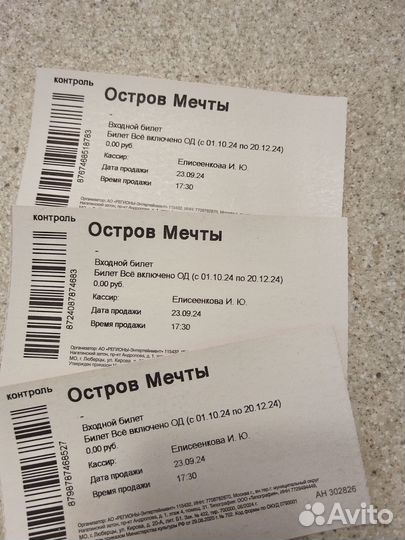 контроль
8767468518783
Остров Мечты
-
Входной билет
Билет Всё включено ОД (с 01.10.24 по 20.12.24)
0.00 руб.
Кассир: Елисеенкова И. Ю.
Дата продажи 23.09.24
Время продажи 17:30
контроль
8724087874683
Остров Мечты
-
Входной билет
Билет Всё включено ОД (с 01.10.24 по 20.12.24)
0.00 руб.
Кассир: Елисеенкова И. Ю.
Дата продажи 23.09.24
Время продажи 17:30
контроль
8798787468527
Остров Мечты
-
Входной билет
Билет Всё включено ОД (с 01.10.24 по 20.12.24)
0.00 руб.
Кассир: Елисеенкова И. Ю.
Дата продажи 23.09.24
Время продажи 17:30
АН 302826
Avito